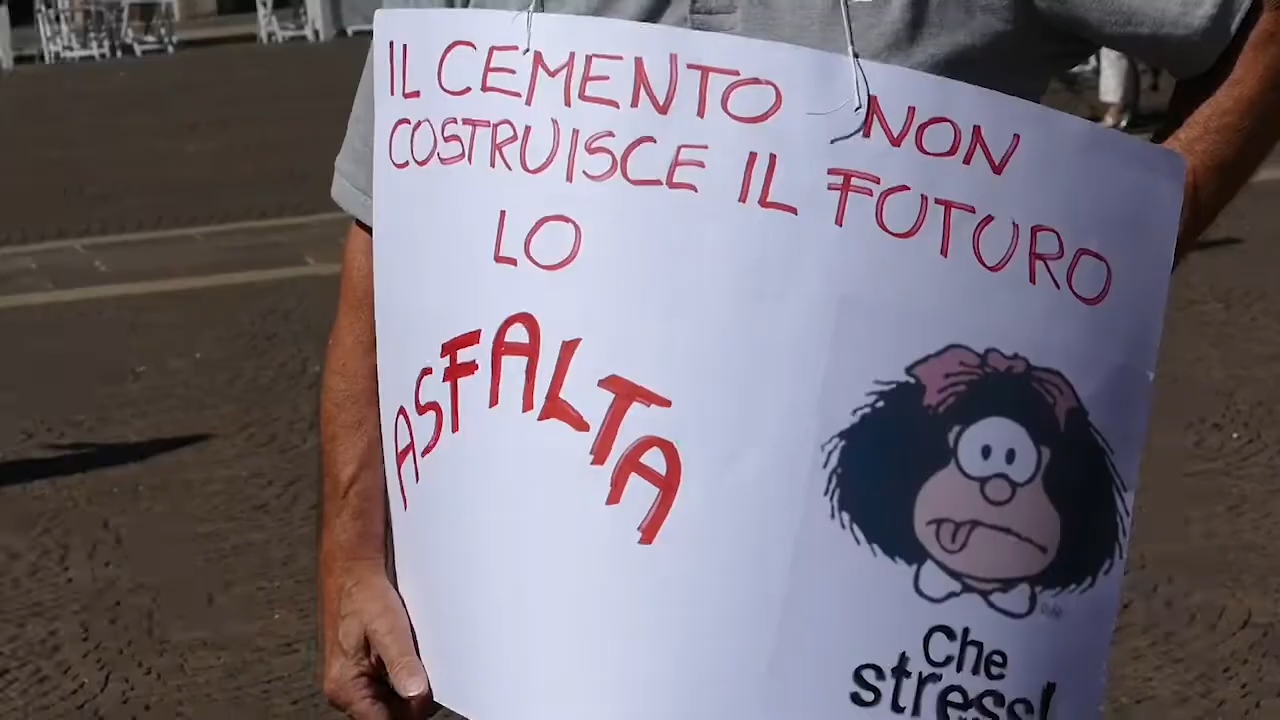 IL CEMENTO NON
COSTRUISCE IL FUTURO
LO
ASFALTA
Che
stress!